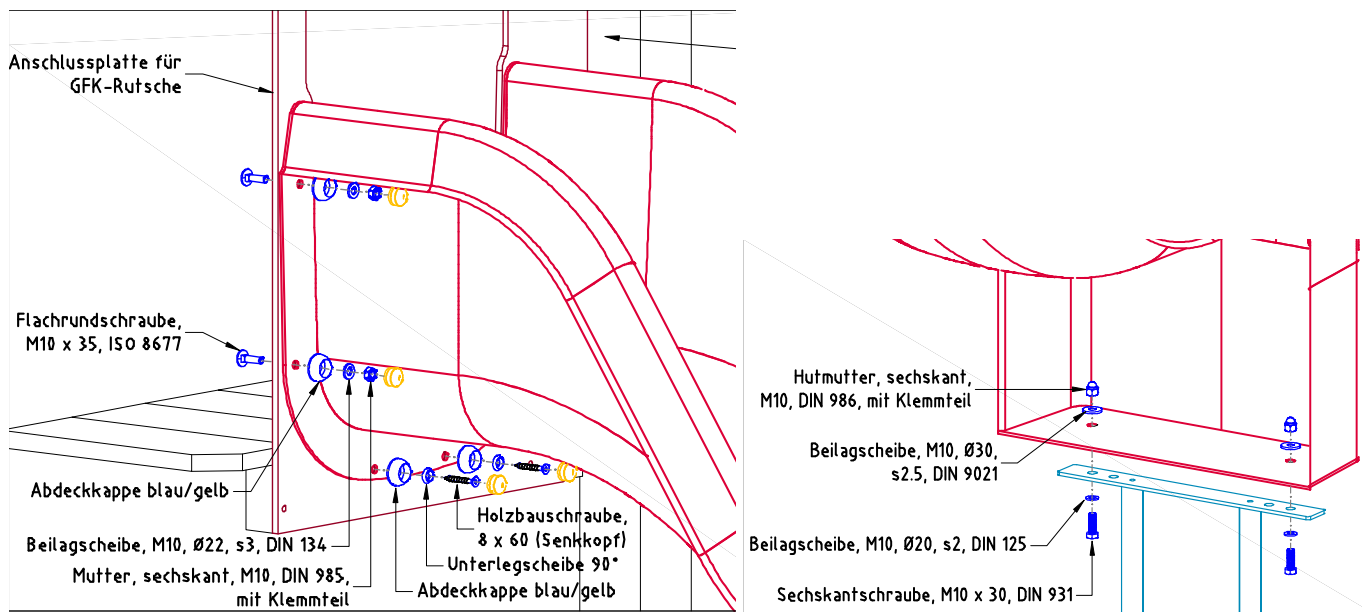 Anschlussplatte für
GFK-Rutsche
Flachrundschraube,
M10 x 35, ISO 8677
Abdeckkappe blau/gelb
Beilagscheibe, M10, Ø22, s3, DIN 134
Mutter, sechskant, M10, DIN 985,
mit Klemmteil
Holzbauschraube,
8 x 60 (Senkkopf)
Unterlegscheibe 90°
Abdeckkappe blau/gelb
Hutmutter, sechskant,
M10, DIN 986, mit Klemmteil
Beilagscheibe, M10, Ø30,
s2.5, DIN 9021
Beilagscheibe, M10, Ø20, s2, DIN 125
Sechskantschraube, M10 x 30, DIN 931